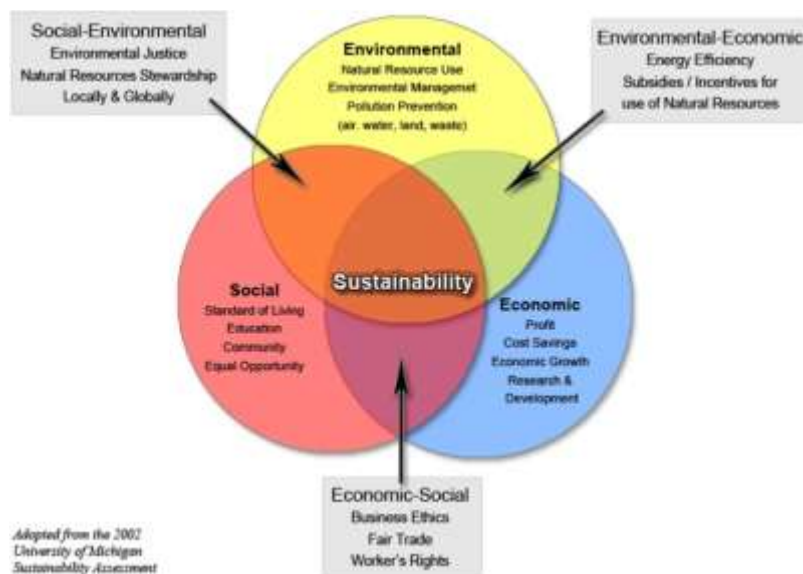 Social-Environmental
Environmental Justice
Natural Resources Stewardship
Locally & Globally
Environmental
Natural Resource Use
Environmental Managemet
Pollution Prevention
(air, water, land, waste)
Environmental-Economic
Energy Efficiency
Subsidies / Incentives for
use of Natural Resources
Sustainability
Social
Standard of Living
Education
Community
Equal Opportunity
Economic
Profit
Cost Savings
Economic Growth
Research &
Development
Economic-Social
Business Ethics
Fair Trade
Worker's Rights
Adopted from the 2002
University of Michigan
Sustainability Assessment